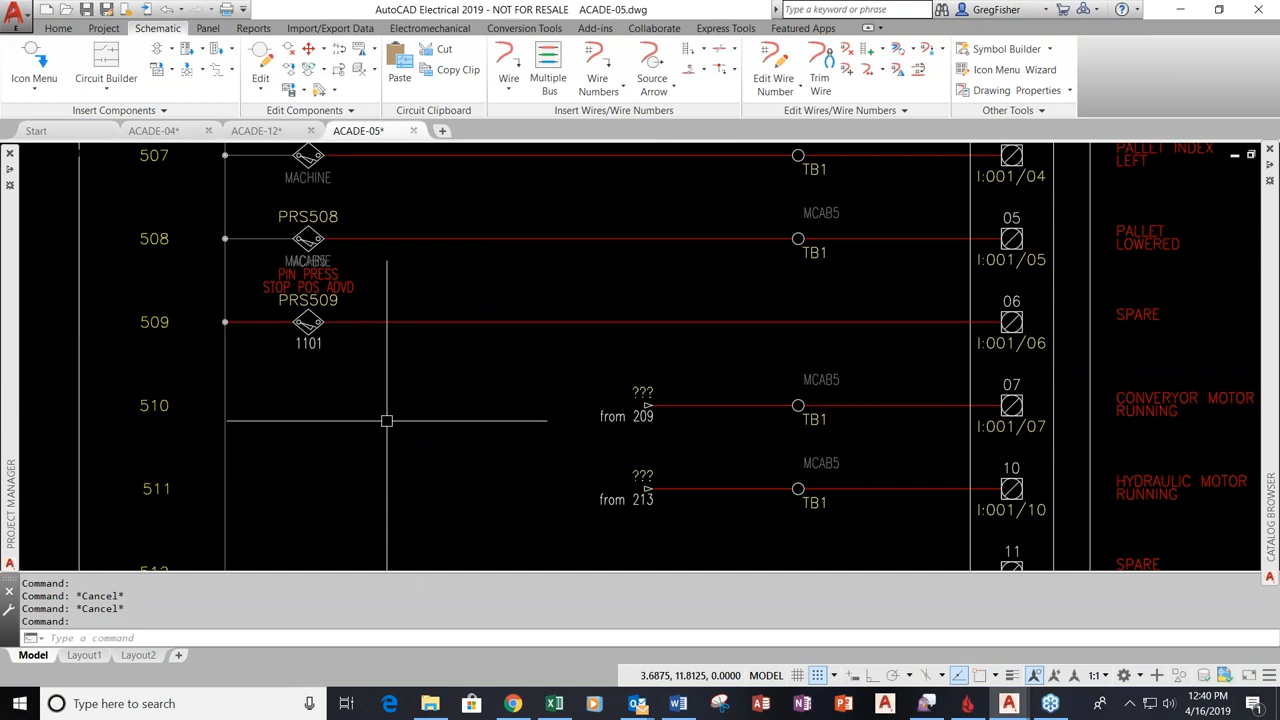 AutoCAD Electrical 2019 - NOT FOR RESALE   ACADE-05.dwg
Type a keyword or phrase
GregFisher
Home Project Schematic Panel Reports Import/Export Data Electromechanical Conversion Tools Add-ins Collaborate Express Tools Featured Apps
Icon Menu
Circuit Builder
Edit
Paste
Cut
Copy Clip
Wire
Multiple
Bus
Wire
Numbers
Source
Arrow
Edit Wire
Number
Trim
Wire
Symbol Builder
Icon Menu  Wizard
Drawing  Properties
Insert Components
Edit Components
Circuit Clipboard
Insert Wires/Wire Numbers
Edit Wires/Wire Numbers
Other Tools
Start
ACADE-04*
ACADE-12*
ACADE-05*
507
MACHINE
TB1
I:001/04
PALLET INDEX
LEFT
PRS508
508
MCAB5
TB1
05
I:001/05
PALLET
LOWERED
PIN PRESS
STOP POS ADVD
PRS509
509
1101
06
I:001/06
SPARE
510
???
from 209
MCAB5
TB1
07
I:001/07
CONVERYOR MOTOR
RUNNING
511
???
from 213
MCAB5
TB1
10
I:001/10
HYDRAULIC MOTOR
RUNNING
11
SPARE
PROJECT MANAGER
CATALOG BROWSER
Command:
Command: *Cancel*
Command: *Cancel*
Command:
Type a command
Model
Layout1
Layout2
3.6875, 11.8125, 0.0000
MODEL
1:1
Type here to search
12:40 PM
4/16/2019